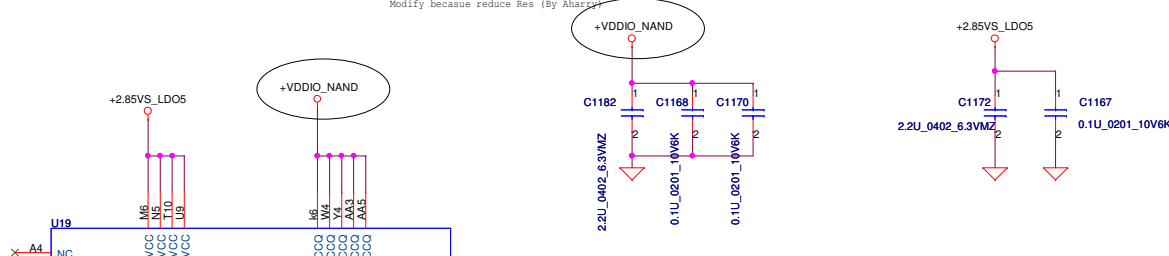 Modify becasue reduce Res (By Aharry)
+VDDIO_NAND
+2.85VS_LDO5
+VDDIO_NAND
+2.85VS_LDO5
1
1
1
1
1
C1182
C1168
C1170
C1172
C1167
2.2U_0402_6.3VMZ
0.1U_0201_10V6K
2
2
2
2
2
2.2U_0402_6.3VMZ
0.1U_0201_10V6K
0.1U_0201_10V6K
M6
N5
T10
U9
k6
W4
Y4
AA3
AA5
U19
A4
NC
VCC
VCC
VCC
VCC
CCQ
CCQ
CCQ
CCQ
CCQ